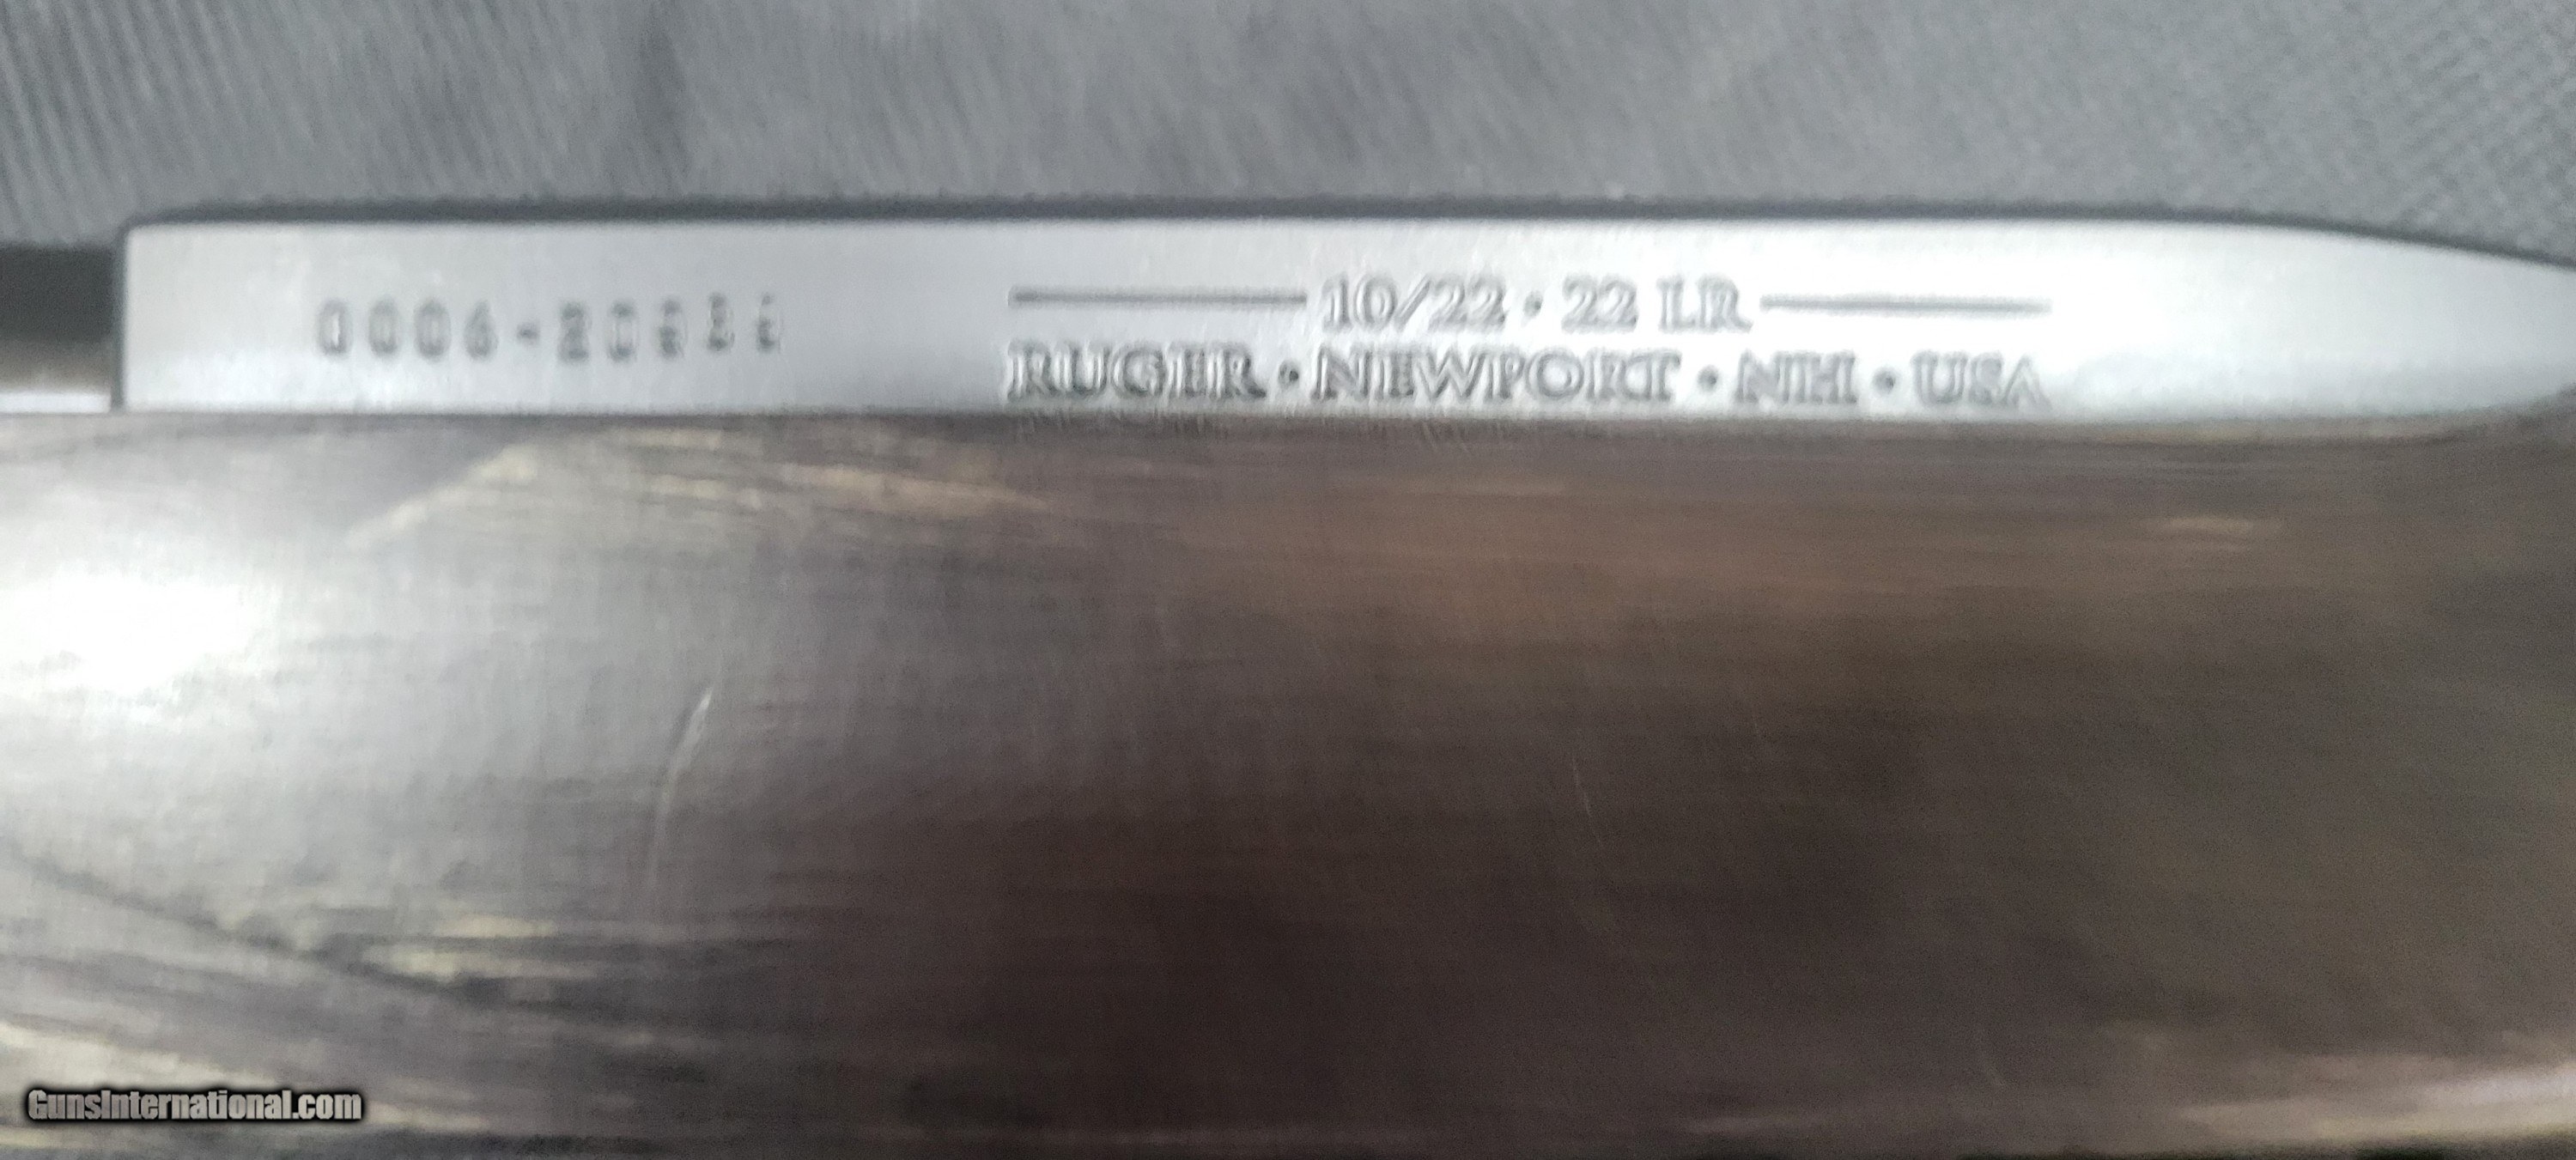 10/22 • 22 LR
RUGER • NEWPORT • NH • USA
GunsInternational.com